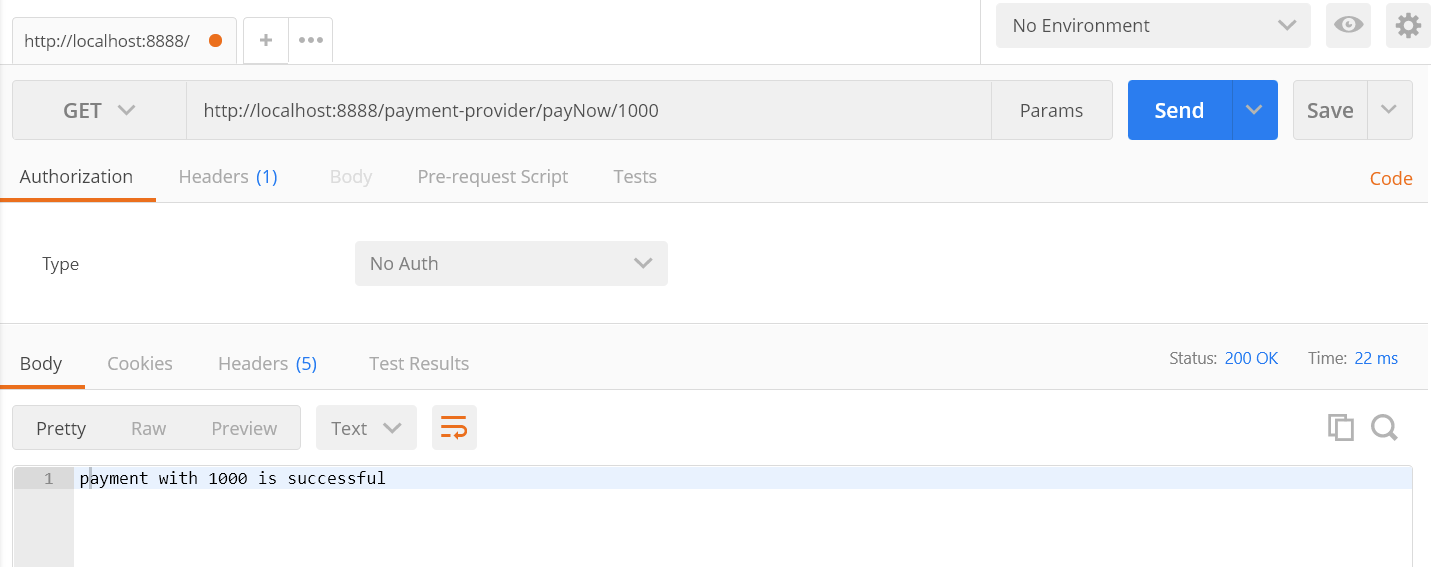 http://localhost:8888/ + ••• No Environment
GET http://localhost:8888/payment-provider/payNow/1000 Params Send Save
Authorization Headers (1) Body Pre-request Script Tests Code
Type No Auth
Body Cookies Headers (5) Test Results Status: 200 OK Time: 22 ms
Pretty Raw Preview Text
1 payment with 1000 is successful